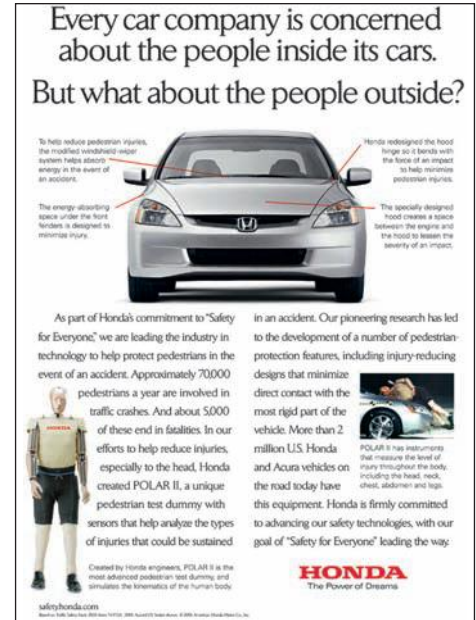 Every car company is concerned
about the people inside its cars.
But what about the people outside?
To help reduce pedestrian injuries,
the modified windshield-wiper
system helps absorb
energy in the event of
an accident.
Honda redesigned the hood
hinge so it bends with
the force of an impact
to help minimize
pedestrian injuries.
The energy-absorbing
space under the front
fenders is designed to
minimize injury.
The specially designed
hood creates a space
between the engine and
the hood to lessen the
severity of an impact.
As part of Honda's commitment to "Safety
for Everyone," we are leading the industry in
technology to help protect pedestrians in the
event of an accident. Approximately 70,000
pedestrians a year are involved in
traffic crashes. And about 5,000
of these end in fatalities. In our
efforts to help reduce injuries,
especially to the head, Honda
created POLAR II, a unique
pedestrian test dummy with
sensors that help analyze the types
of injuries that could be sustained
in an accident. Our pioneering research has led
to the development of a number of pedestrian-
protection features, including injury-reducing
designs that minimize
direct contact with the
most rigid part of the
vehicle. More than 2
million U.S. Honda
and Acura vehicles on
the road today have
this equipment. Honda is firmly committed
to advancing our safety technologies, with our
goal of "Safety for Everyone" leading the way.
POLAR II has instruments
that measure the level of
injury throughout the body,
including the head, neck,
chest, abdomen and legs.
HONDA
Created by Honda engineers, POLAR II is the
most advanced pedestrian test dummy, and
simulates the kinematics of the human body.
HONDA
The Power of Dreams
safety.honda.com